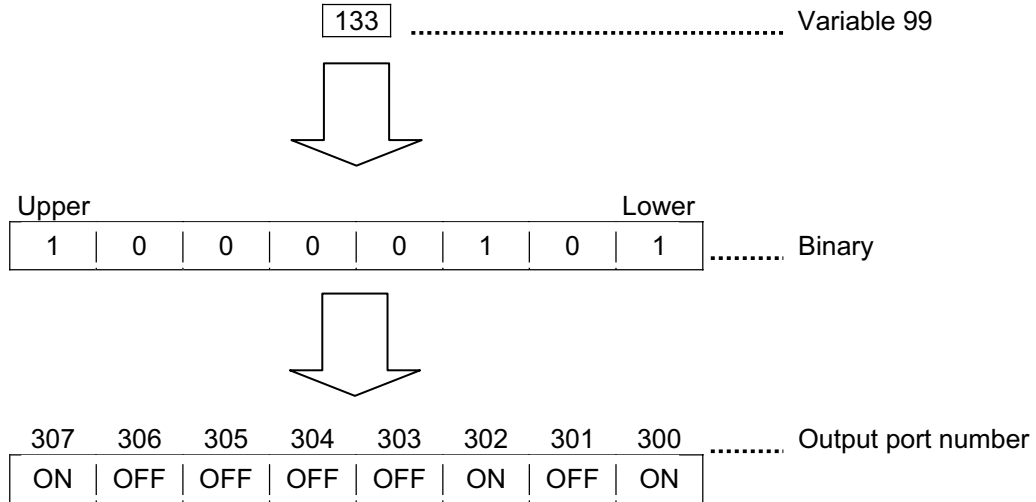 133 Variable 99
Upper Lower
1 0 0 0 0 1 0 1 Binary
307 306 305 304 303 302 301 300 Output port number
ON OFF OFF OFF OFF ON OFF ON